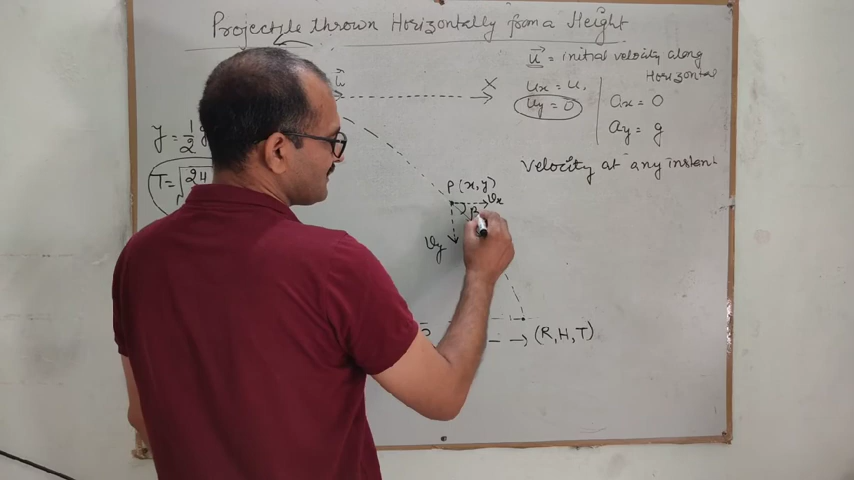 Projectile thrown Horizontally from a Height
u⃗ = initial velocity along
Horizontal
u⃗
X
ux = u,
uy = 0
ax = 0
ay = g
y = 1/2 g
T = √2H
Velocity at any instant
P (x, y)
vx
β
vy
(R, H, T)